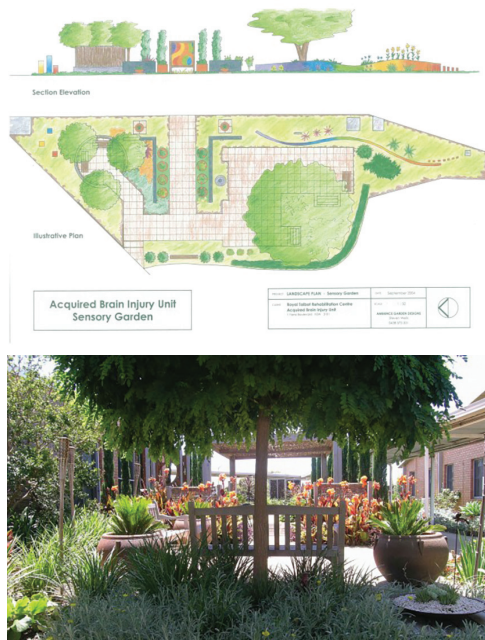 Section Elevation
Illustrative Plan
Acquired Brain Injury Unit
Sensory Garden
LANDSCAPE PLAN - Sensory Garden
Royal Talbot Rehabilitation Centre
Acquired Brain Injury Unit